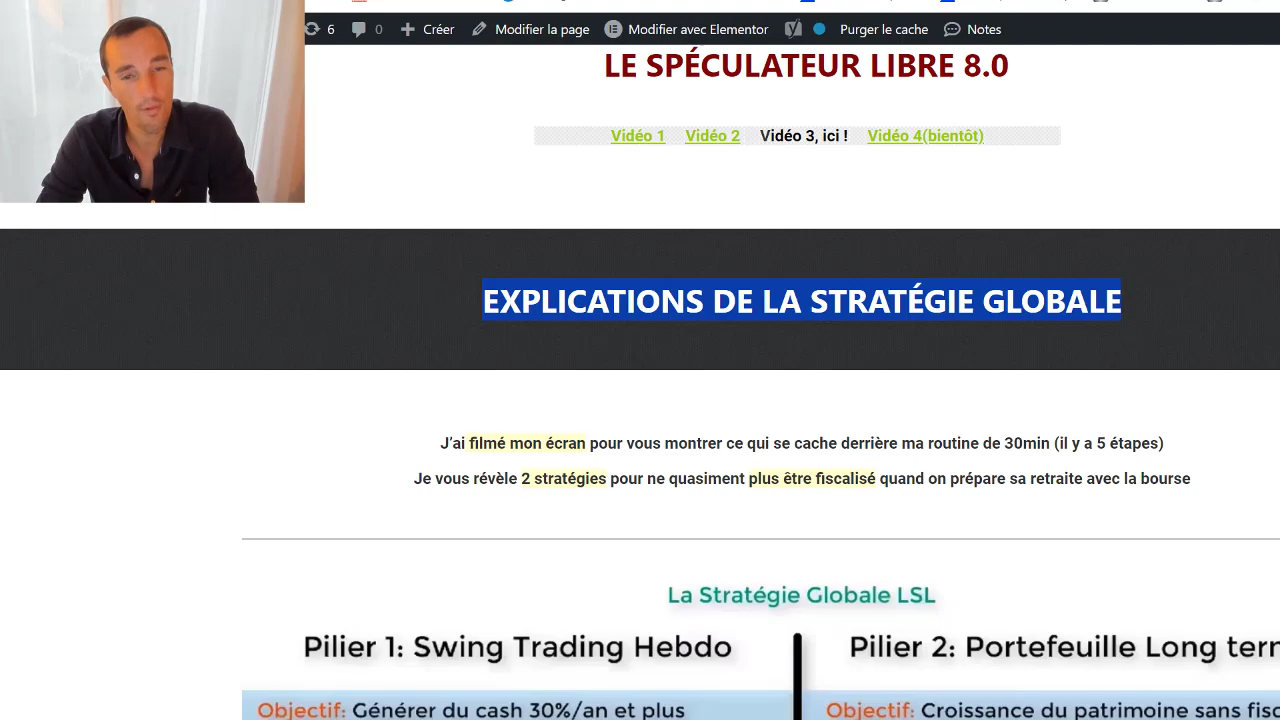 6 0 Créer Modifier la page Modifier avec Elementor Purger le cache Notes
LE SPÉCULATEUR LIBRE 8.0
Vidéo 1 Vidéo 2 Vidéo 3, ici ! Vidéo 4(bientôt)
EXPLICATIONS DE LA STRATÉGIE GLOBALE
J'ai filmé mon écran pour vous montrer ce qui se cache derrière ma routine de 30min (il y a 5 étapes)
Je vous révèle 2 stratégies pour ne quasiment plus être fiscalisé quand on prépare sa retraite avec la bourse
La Stratégie Globale LSL
Pilier 1: Swing Trading Hebdo
Pilier 2: Portefeuille Long
Objectif: Générer du cash 30%/an et plus
Objectif: Croissance du patrimoine sans